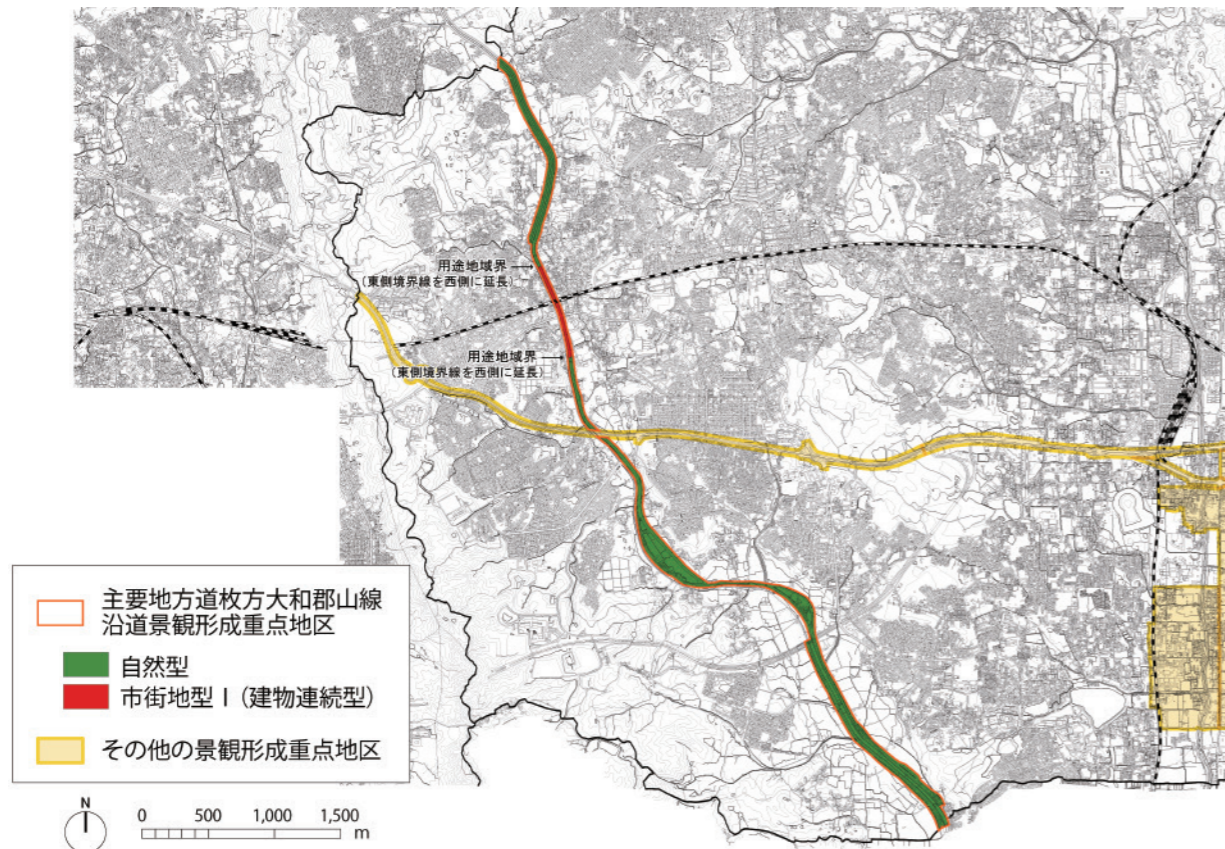 用途地域界→
(東側境界線を西側に延長)
用途地域界→
(東側境界線を西側に延長)
主要地方道枚方大和郡山線
沿道景観形成重点地区
自然型
市街地型Ⅰ(建物連続型)
その他の景観形成重点地区
N
0 500 1,000 1,500
m